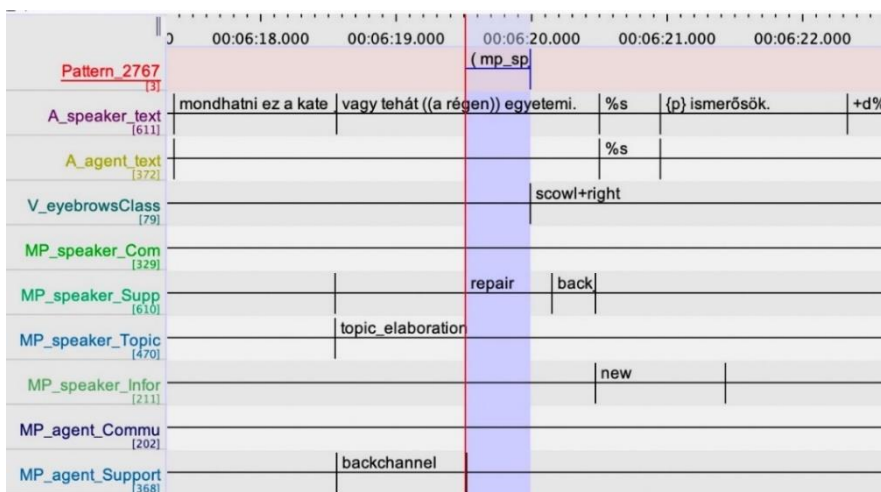 00:06:18.000 00:06:19.000 00:06:20.000 00:06:21.000 00:06:22.000
Pattern_2767 ( mp_sp
[3]
A_speaker_text mondhatni ez a kate vagy tehát ((a régen)) egyetemi. %s {p} ismerősök. +d%
[611]
A_agent_text %s
[372]
V_eyebrowsClass scowl+right
[79]
MP_speaker_Com
[329]
MP_speaker_Supp repair back
[610]
MP_speaker_Topic topic_elaboration
[470]
MP_speaker_Infor new
[211]
MP_agent_Commu
[202]
MP_agent_Support backchannel
[368]